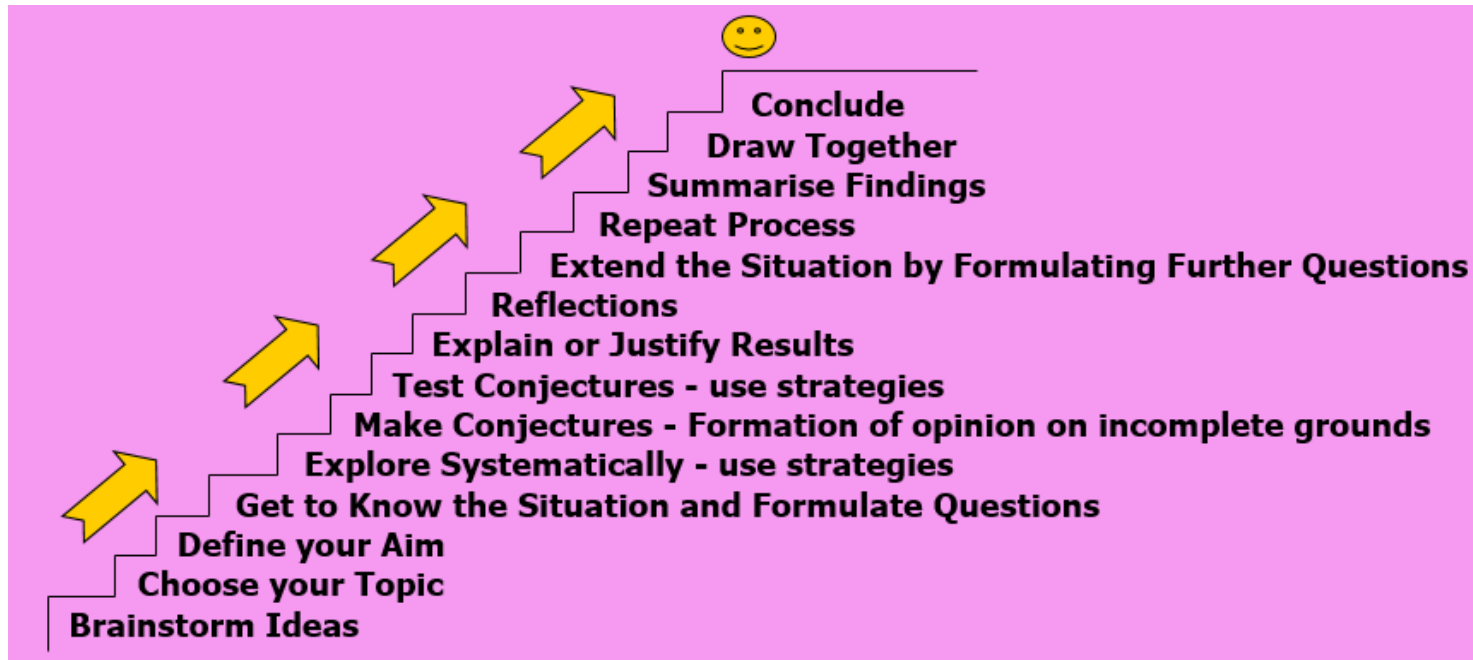 Conclude
Draw Together
Summarise Findings
Repeat Process
Extend the Situation by Formulating Further Questions
Reflections
Explain or Justify Results
Test Conjectures - use strategies
Make Conjectures - Formation of opinion on incomplete grounds
Explore Systematically - use strategies
Get to Know the Situation and Formulate Questions
Define your Aim
Choose your Topic
Brainstorm Ideas